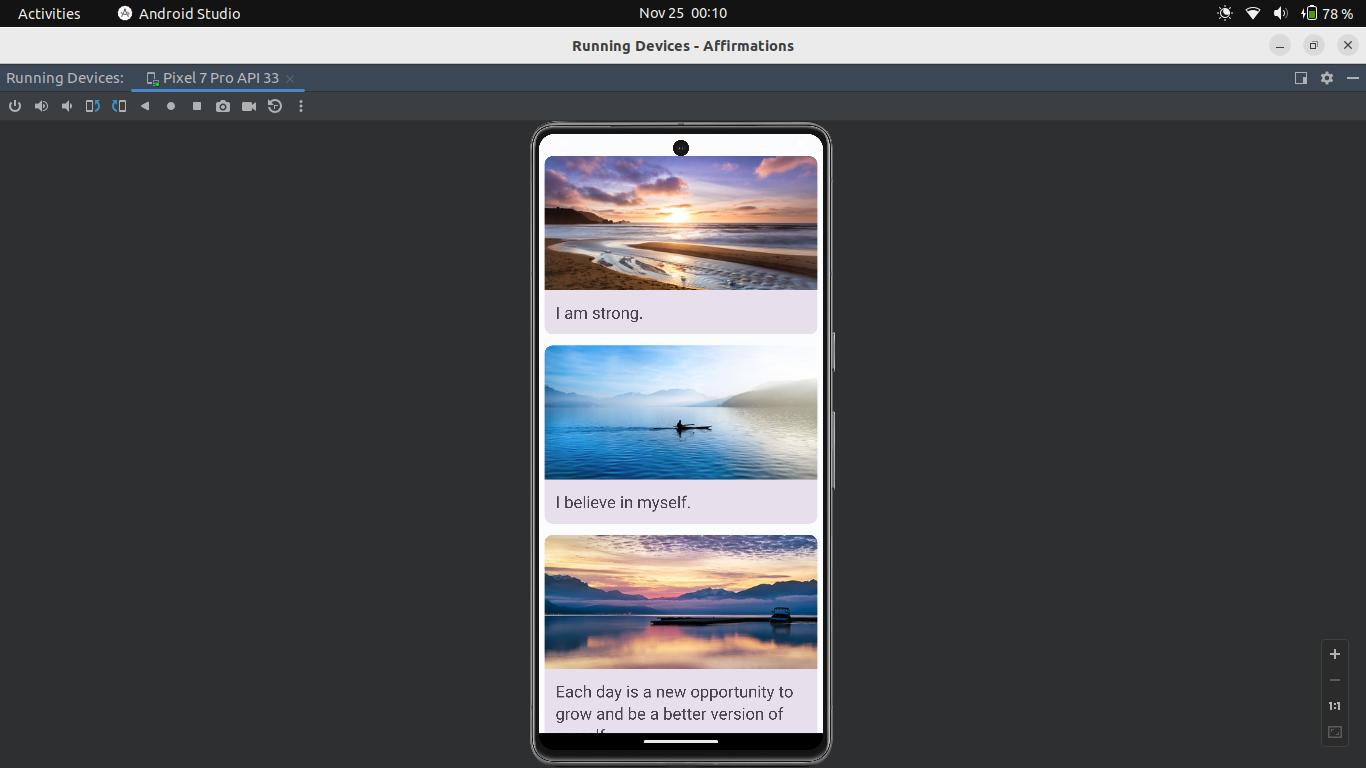 Activities Android Studio Nov 25 00:10 78 %
Running Devices - Affirmations
Running Devices: Pixel 7 Pro API 33
I am strong.
I believe in myself.
Each day is a new opportunity to
grow and be a better version of
1:1